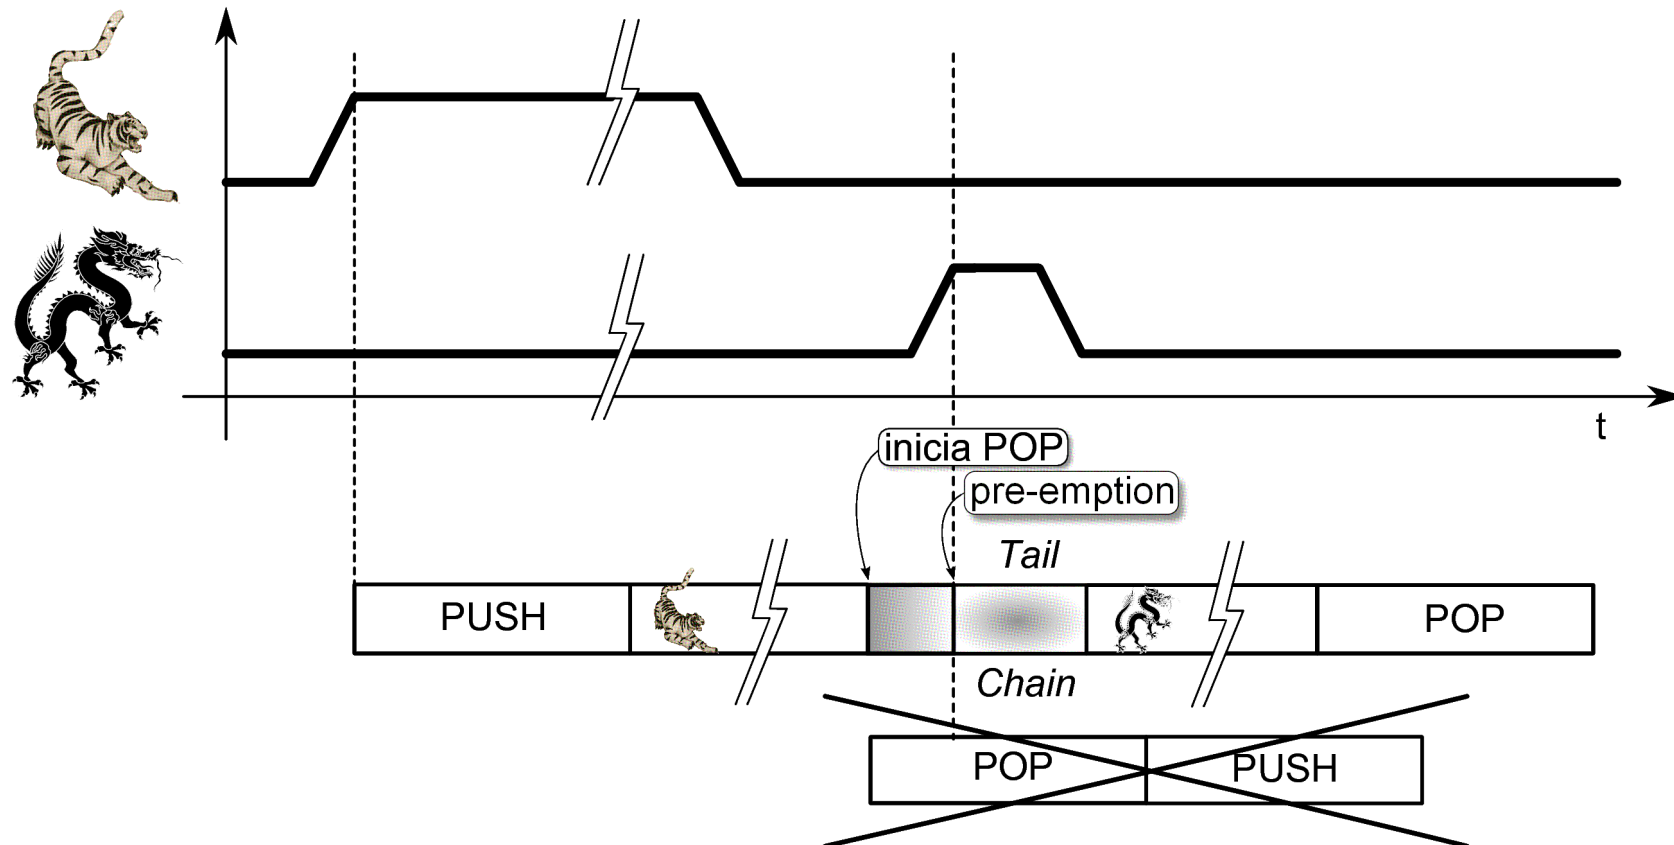 t
inicia POP
pre-emption
Tail
PUSH
POP
Chain
POP
PUSH